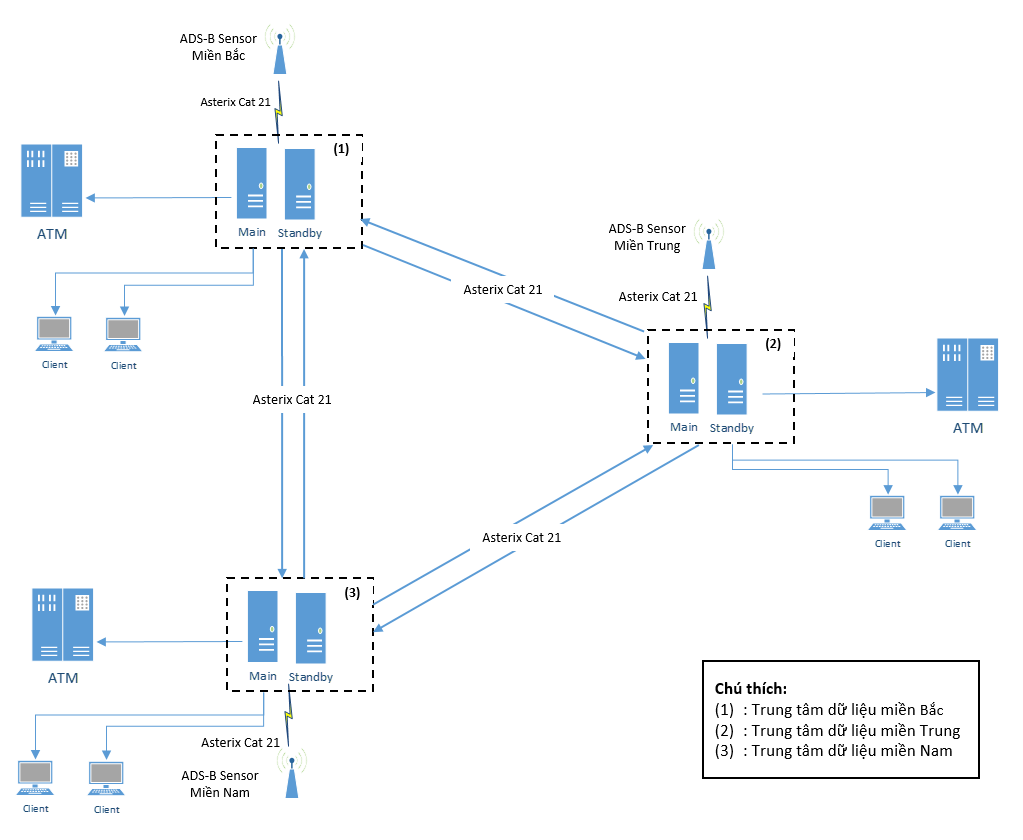 ADS-B Sensor
Miền Bắc
Asterix Cat 21
(1)
Main
Standby
ATM
Client
Client
ADS-B Sensor
Miền Trung
Asterix Cat 21
Asterix Cat 21
(2)
Main
Standby
ATM
Client
Client
Asterix Cat 21
Asterix Cat 21
(3)
Main
Standby
ATM
Asterix Cat 21
ADS-B Sensor
Miền Nam
Client
Client
Chú thích:
(1) : Trung tâm dữ liệu miền Bắc
(2) : Trung tâm dữ liệu miền Trung
(3) : Trung tâm dữ liệu miền Nam